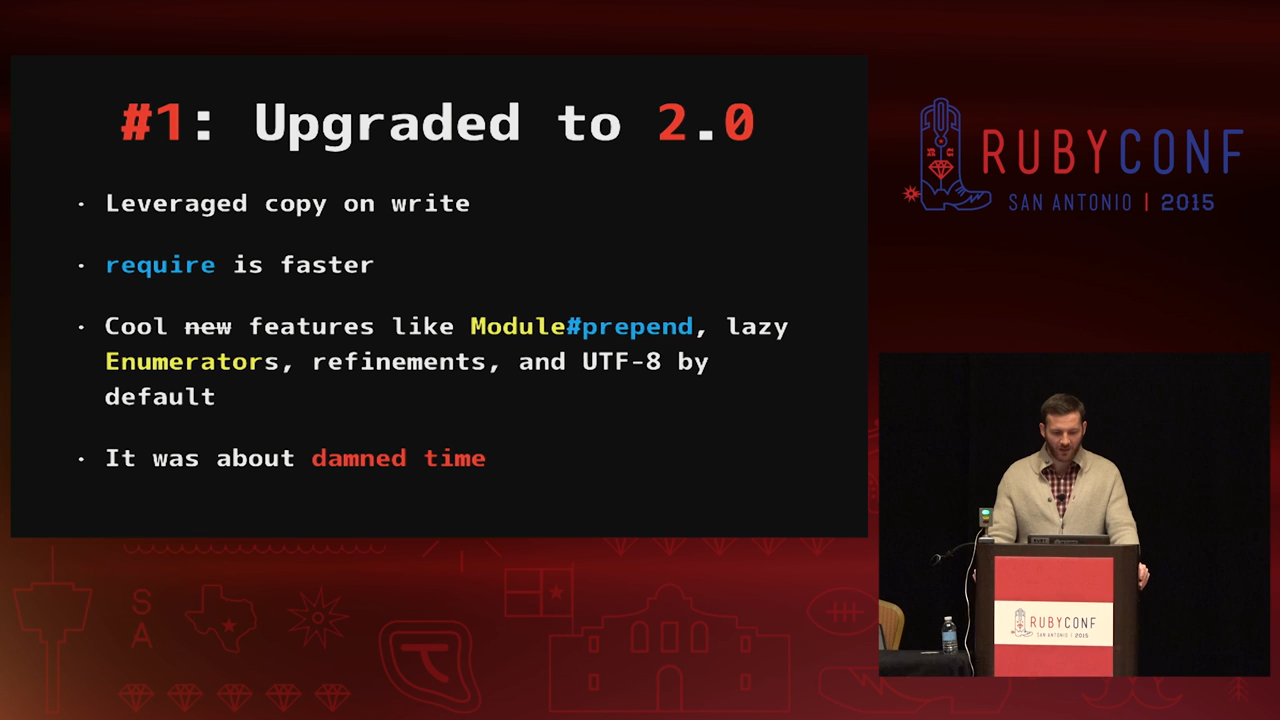 #1: Upgraded to 2.0
· Leveraged copy on write
· require is faster
· Cool new features like Module#prepend, lazy
Enumerators, refinements, and UTF-8 by
default
· It was about damned time
RUBYCONF
SAN ANTONIO | 2015
S
A
RUBYCONF
SAN ANTONIO | 2015